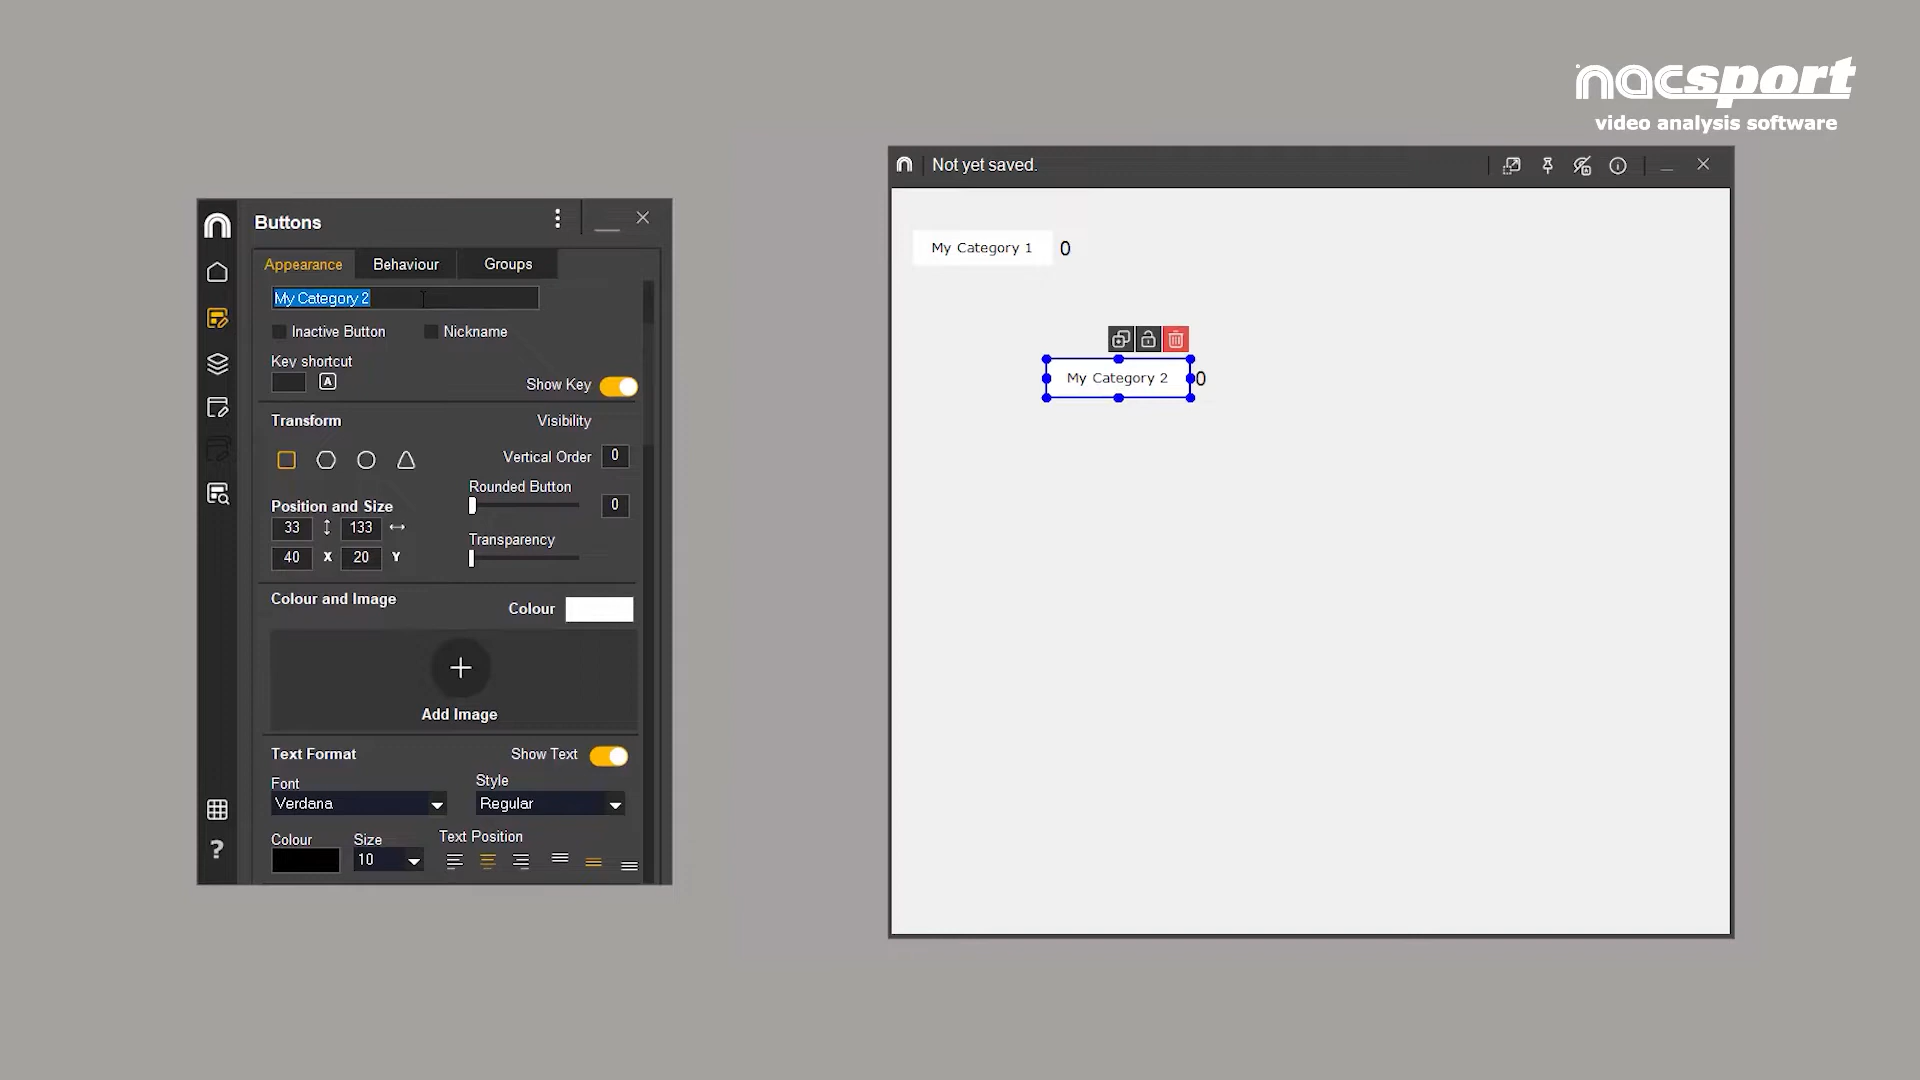 nacsport
video analysis software
Not yet saved.
My Category 1 0
My Category 2 0
Buttons
Appearance Behaviour Groups
My Category 2
Inactive Button Nickname
Key shortcut
A
Show Key
Transform Visibility
Vertical Order 0
Rounded Button
0
Position and Size
33 133
Transparency
40 X 20 Y
Colour and Image Colour
Add Image
Text Format Show Text
Font Style
Verdana Regular
Colour Size Text Position
10
?